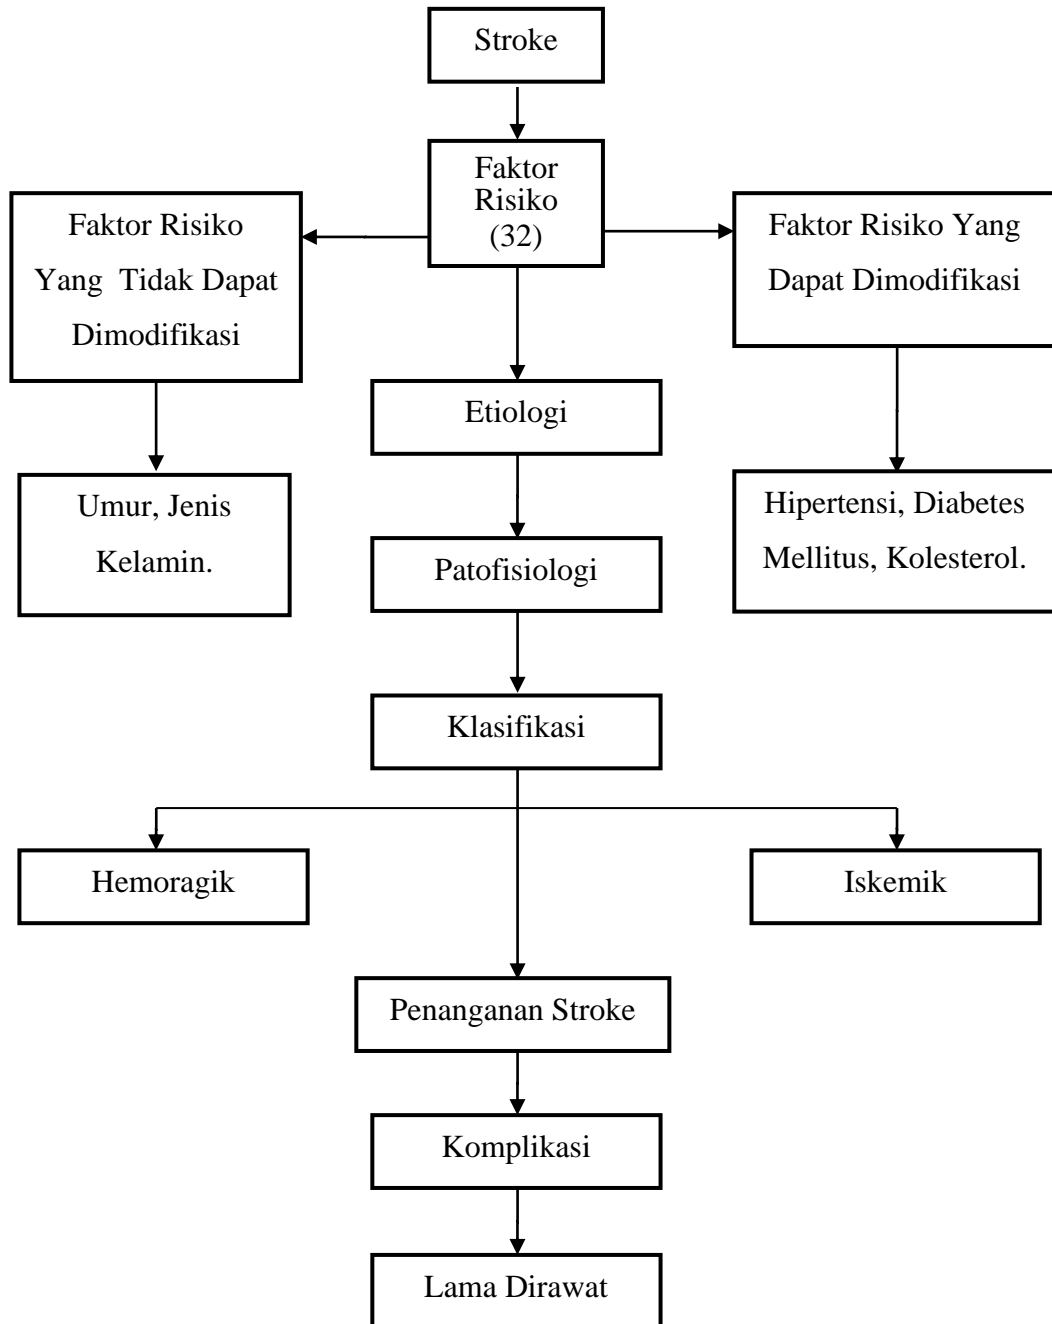 Stroke
Faktor
Risiko
(32)
Faktor Risiko
Yang Tidak Dapat
Dimodifikasi
Faktor Risiko Yang
Dapat Dimodifikasi
Etiologi
Umur, Jenis
Kelamin.
Hipertensi, Diabetes
Mellitus, Kolesterol.
Patofisiologi
Klasifikasi
Hemoragik
Iskemik
Penanganan Stroke
Komplikasi
Lama Dirawat